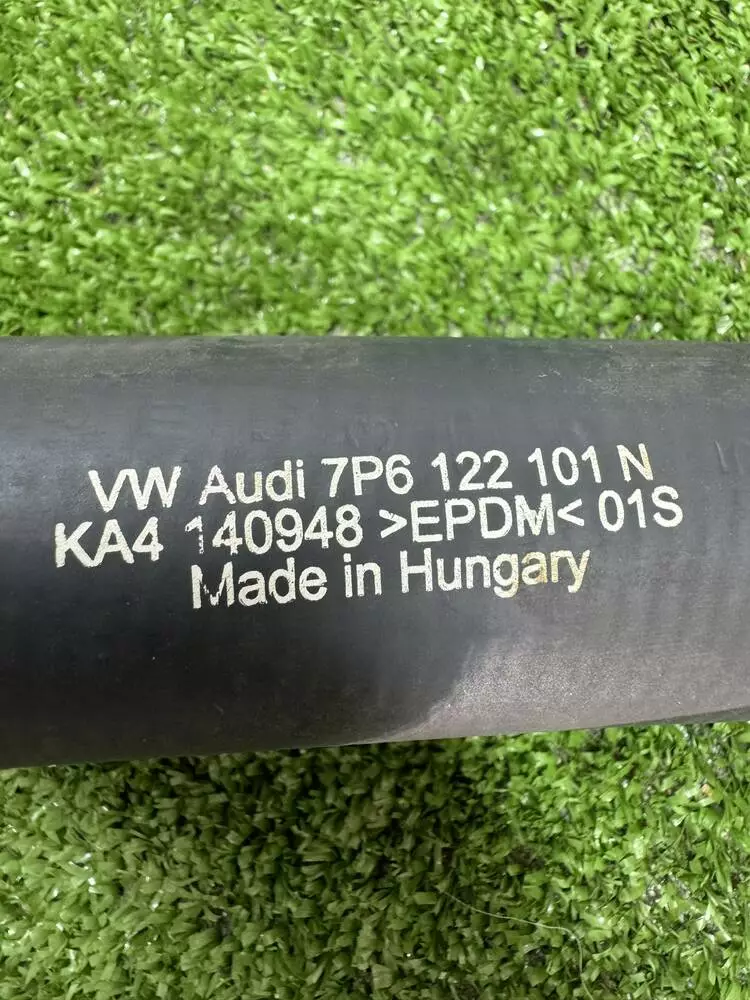 VW Audi 7P6 122 101 N
KA4 140948 >EPDM< 01S
Made in Hungary